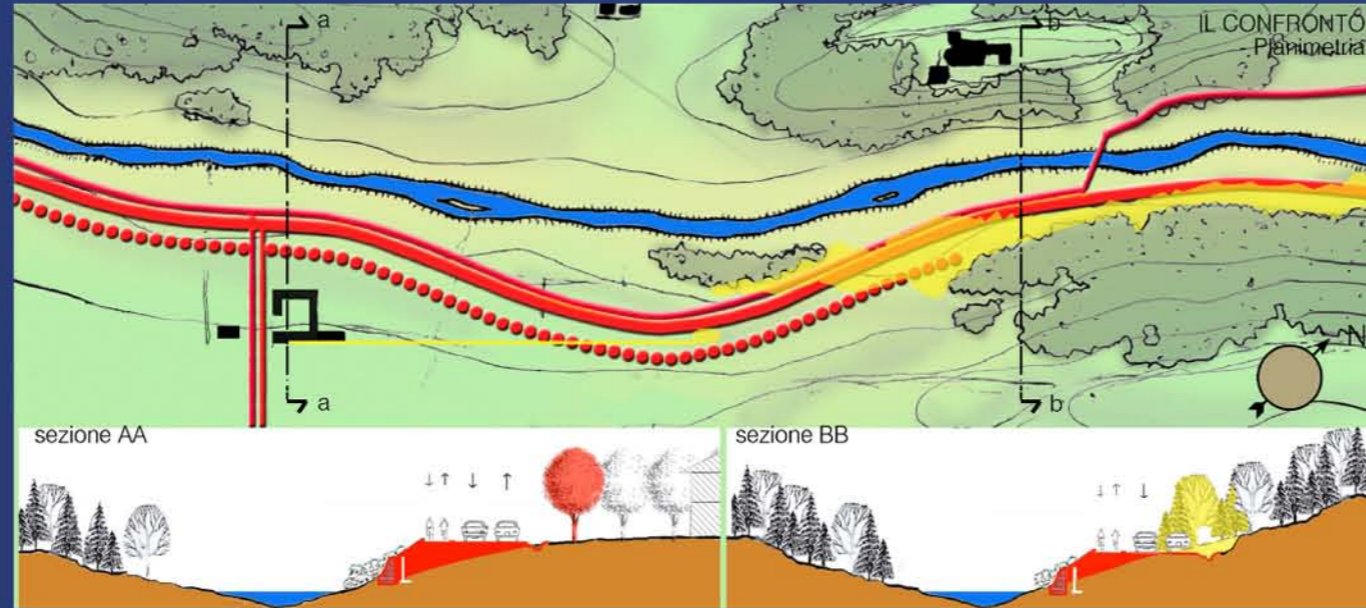 IL CONFRONTO
Planimetria
a
b
N
a
b
sezione AA
sezione BB